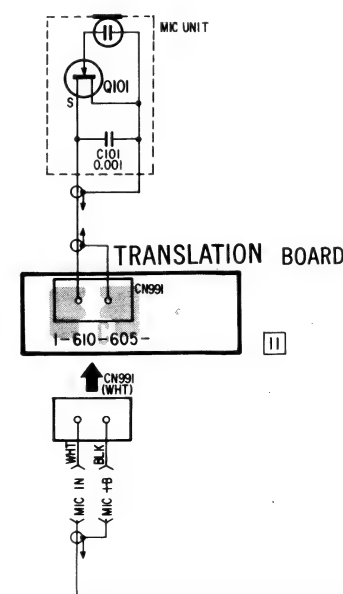 MIC UNIT
Q101
S
C101
0.001
TRANSLATION BOARD
CN991
1-610-605-
11
CN991
(WHT)
WHT
BLK
MIC IN
MIC +B